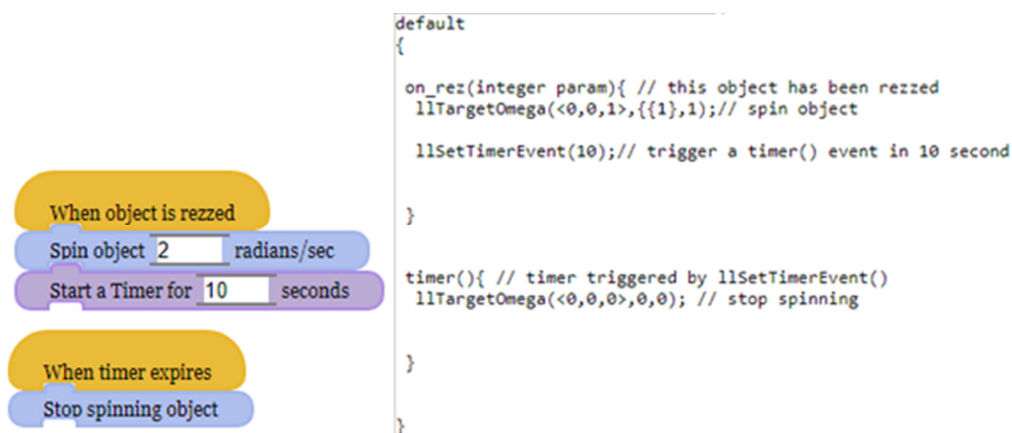 When object is rezzed
Spin object 2 radians/sec
Start a Timer for 10 seconds
When timer expires
Stop spinning object
default
{
on_rez(integer param){ // this object has been rezzed
llTargetOmega(<0,0,1>,{{1},1);// spin object
llSetTimerEvent(10);// trigger a timer() event in 10 second
}
timer(){ // timer triggered by llSetTimerEvent()
llTargetOmega(<0,0,0>,0,0); // stop spinning
}
}